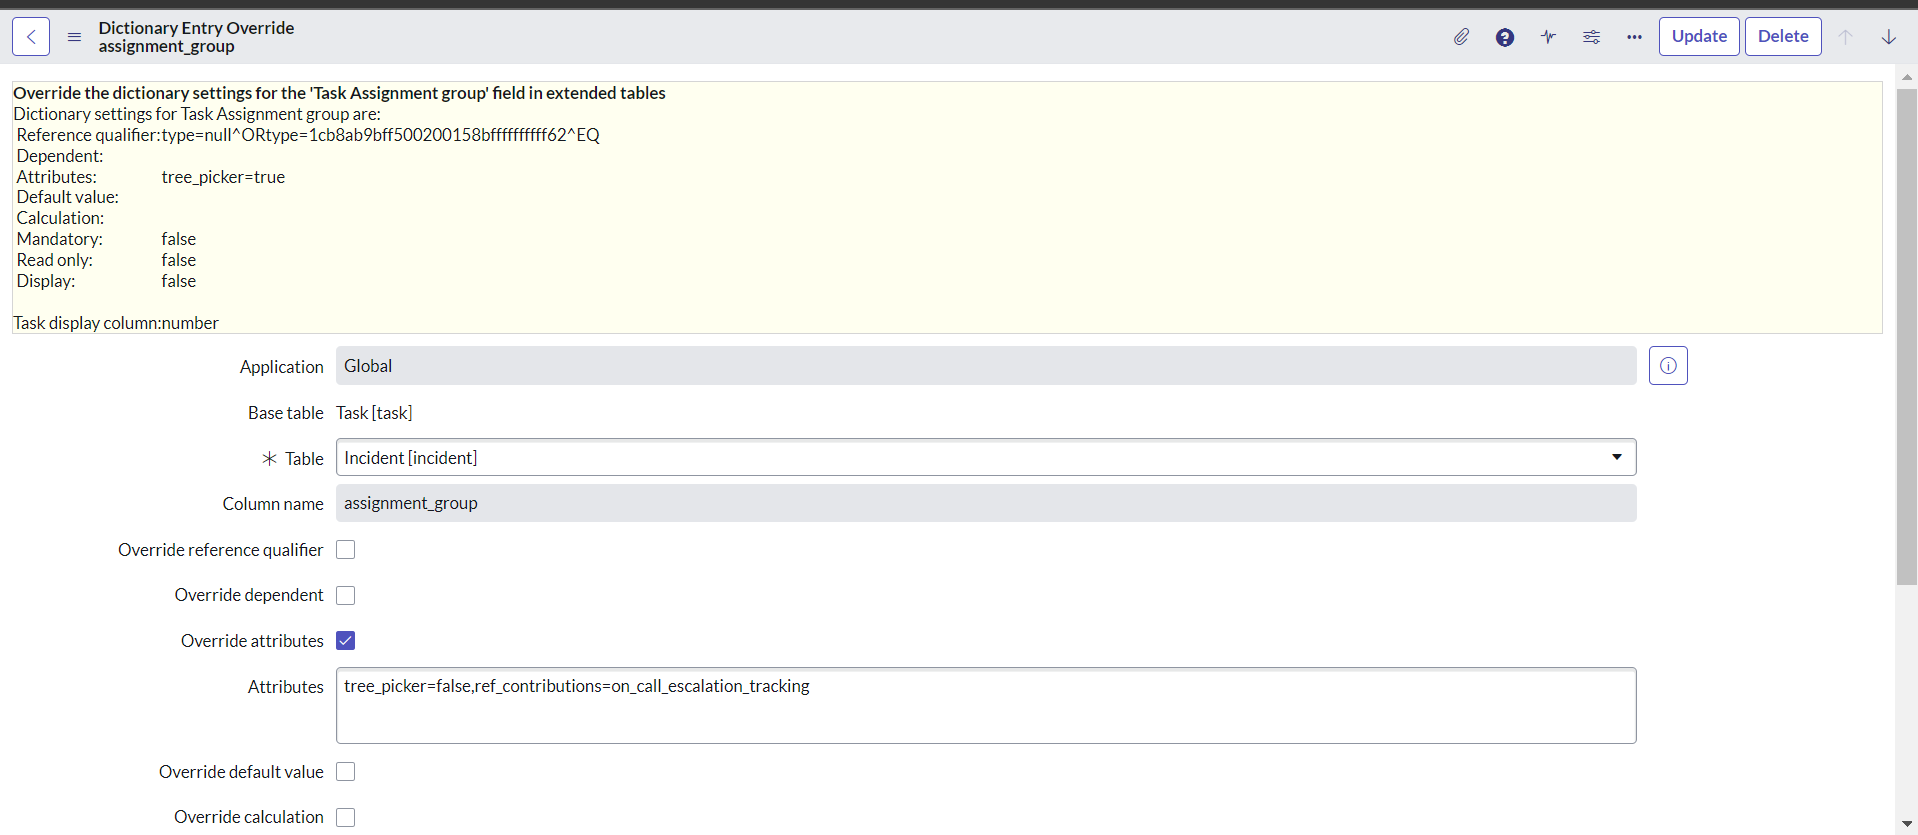 Dictionary Entry Override
assignment_group
Update
Delete
Override the dictionary settings for the 'Task Assignment group' field in extended tables
Dictionary settings for Task Assignment group are:
Reference qualifier:type=null^ORtype=1cb8ab9bff500200158bffffffffff62^EQ
Dependent:
Attributes: tree_picker=true
Default value:
Calculation:
Mandatory: false
Read only: false
Display: false
Task display column:number
Application Global
Base table Task [task]
Table Incident [incident]
Column name assignment_group
Override reference qualifier
Override dependent
Override attributes
Attributes tree_picker=false,ref_contributions=on_call_escalation_tracking
Override default value
Override calculation